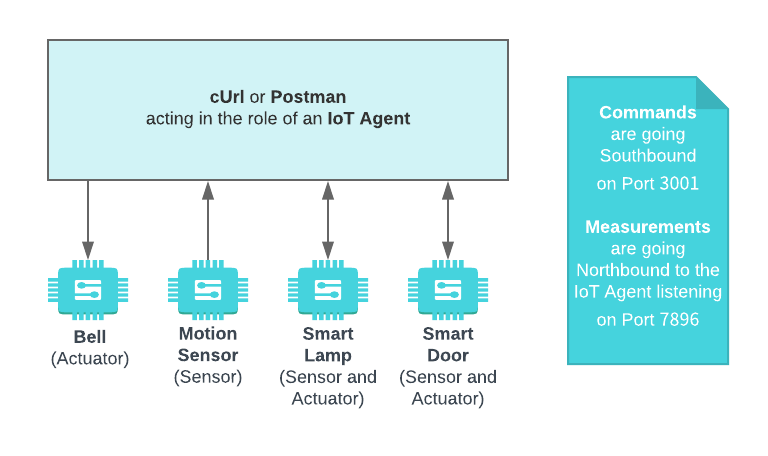 cUrl or Postman
acting in the role of an IoT Agent
Commands
are going
Southbound
on Port 3001
Measurements
are going
Northbound to the
IoT Agent listening
on Port 7896
Bell
(Actuator)
Motion
Sensor
(Sensor)
Smart
Lamp
(Sensor and
Actuator)
Smart
Door
(Sensor and
Actuator)